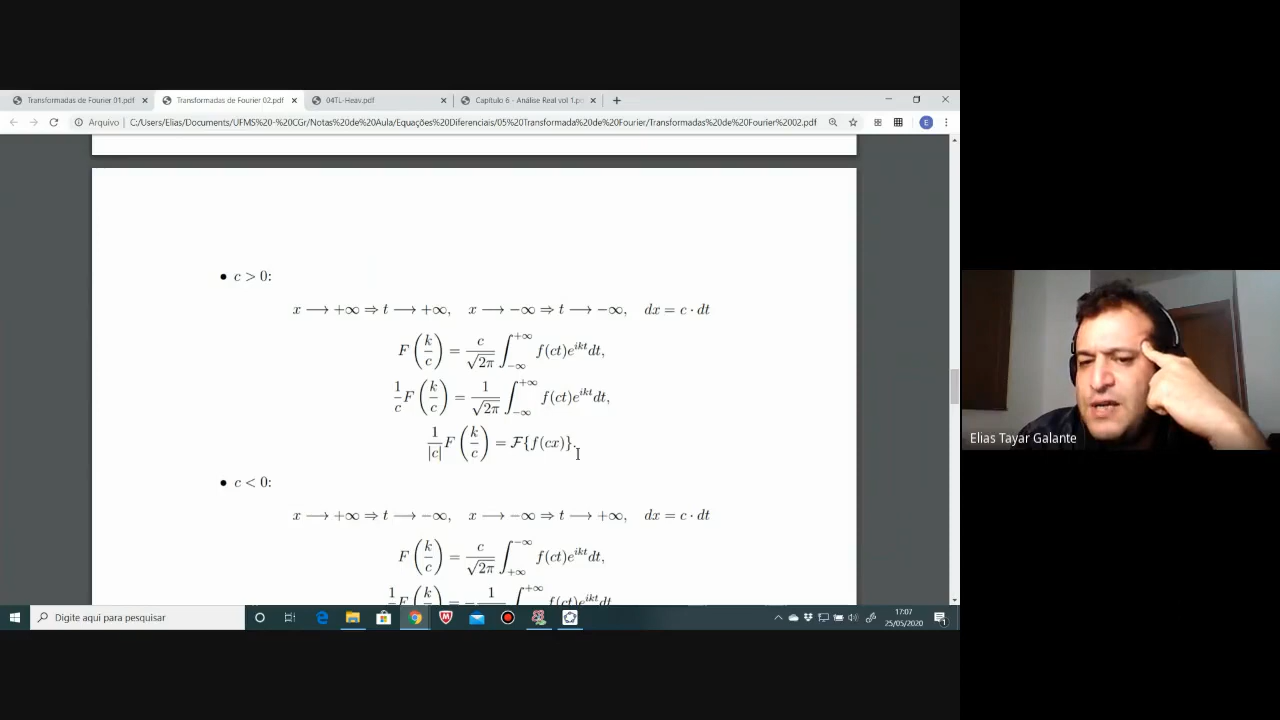 Transformadas de Fourier 01.pdf
Transformadas de Fourier 02.pdf
04TL-Heav.pdf
Capítulo 6 - Análise Real vol 1.pd
Arquivo | C:/Users/Elias/Documents/UFMS%20-%20CGr/Notas%20de%20Aula/Equações%20Diferenciais/05%20Transformada%20de%20Fourier/Transformadas%20de%20Fourier%2002.pdf
E
• c > 0:
x ⟶ +∞ ⇒ t ⟶ +∞, x ⟶ −∞ ⇒ t ⟶ −∞, dx = c · dt
F (k/c) = c/√2π ∫_{−∞}^{+∞} f(ct)e^{ikt}dt,
1/c F (k/c) = 1/√2π ∫_{−∞}^{+∞} f(ct)e^{ikt}dt,
1/|c| F (k/c) = ℱ{f(cx)}.
• c < 0:
x ⟶ +∞ ⇒ t ⟶ −∞, x ⟶ −∞ ⇒ t ⟶ +∞, dx = c · dt
F (k/c) = c/√2π ∫_{+∞}^{−∞} f(ct)e^{ikt}dt,
Elias Tayar Galante
Digite aqui para pesquisar
17:07
25/05/2020